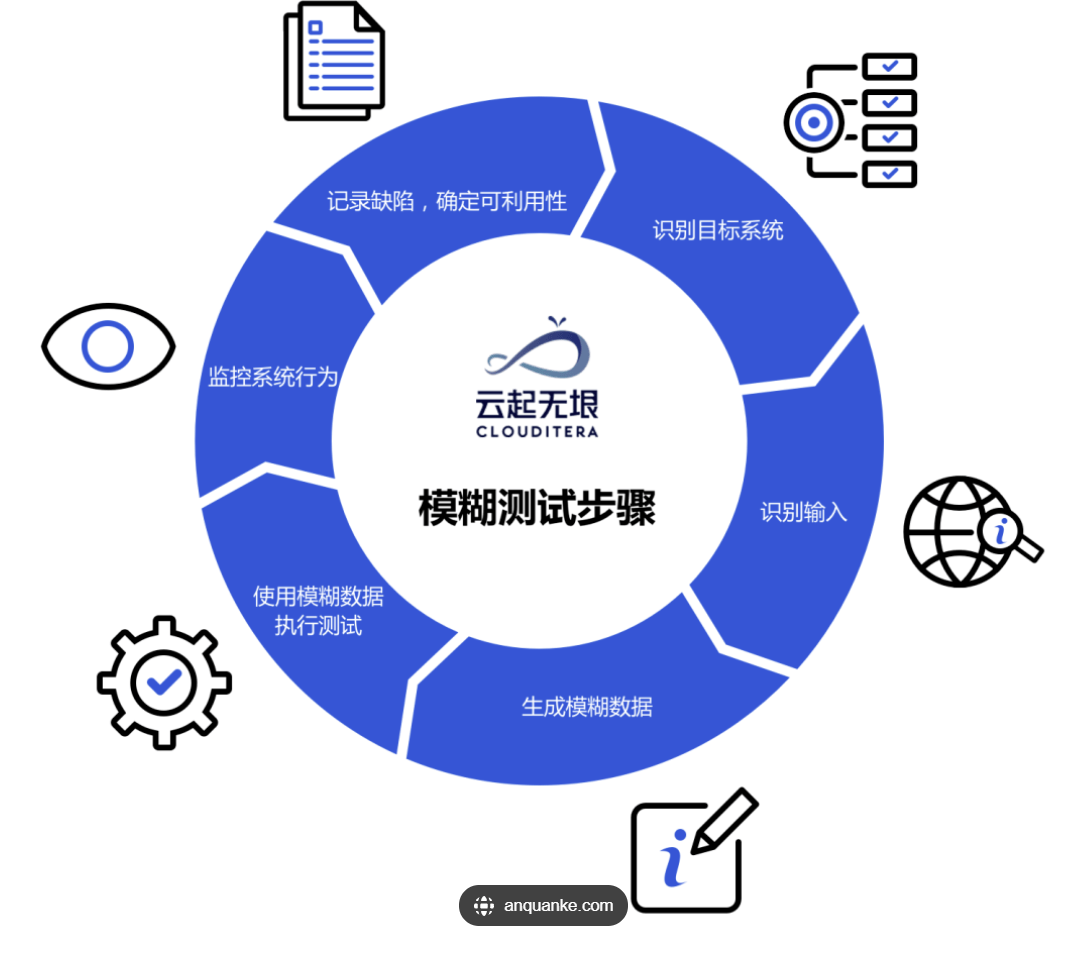 记录缺陷，确定可利用性
识别目标系统
监控系统行为
云起无垠
CLOUDITERA
模糊测试步骤
识别输入
i
使用模糊数据
执行测试
生成模糊数据
i
anquanke.com